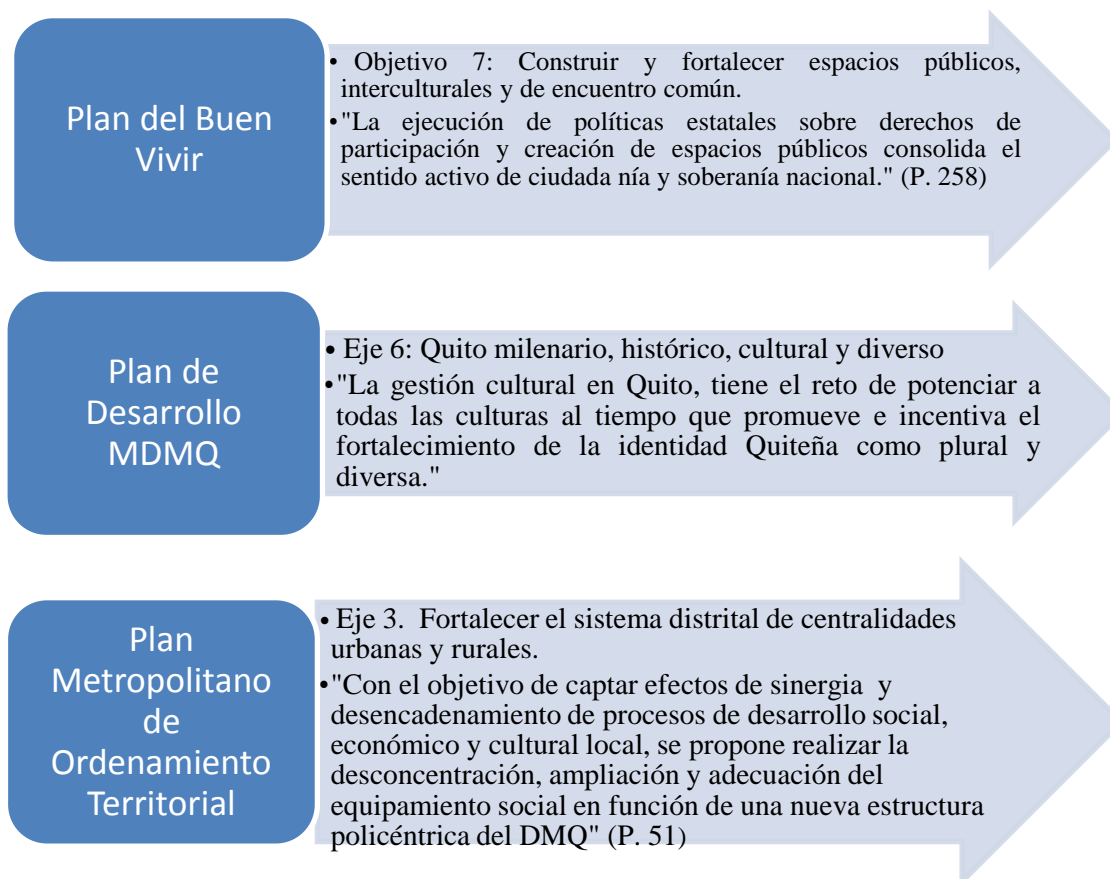 Plan del Buen
Vivir
• Objetivo 7: Construir y fortalecer espacios públicos,
interculturales y de encuentro común.
•"La ejecución de políticas estatales sobre derechos de
participación y creación de espacios públicos consolida el
sentido activo de ciudada nía y soberanía nacional." (P. 258)
Plan de
Desarrollo
MDMQ
• Eje 6: Quito milenario, histórico, cultural y diverso
•"La gestión cultural en Quito, tiene el reto de potenciar a
todas las culturas al tiempo que promueve e incentiva el
fortalecimiento de la identidad Quiteña como plural y
diversa."
Plan
Metropolitano
de
Ordenamiento
Territorial
• Eje 3. Fortalecer el sistema distrital de centralidades
urbanas y rurales.
•"Con el objetivo de captar efectos de sinergia y
desencadenamiento de procesos de desarrollo social,
económico y cultural local, se propone realizar la
desconcentración, ampliación y adecuación del
equipamiento social en función de una nueva estructura
policéntrica del DMQ" (P. 51)